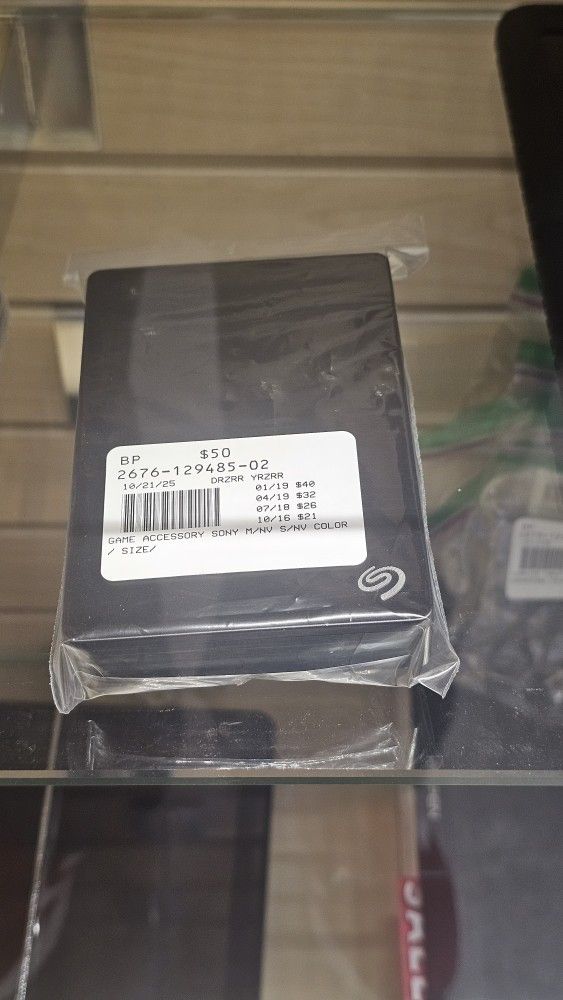 BP $50
2676-129485-02
10/21/25 DRZRR YRZRR
01/19 $40
04/19 $32
07/18 $26
10/16 $21
GAME ACCESSORY SONY M/NV S/NV COLOR
/ SIZE/